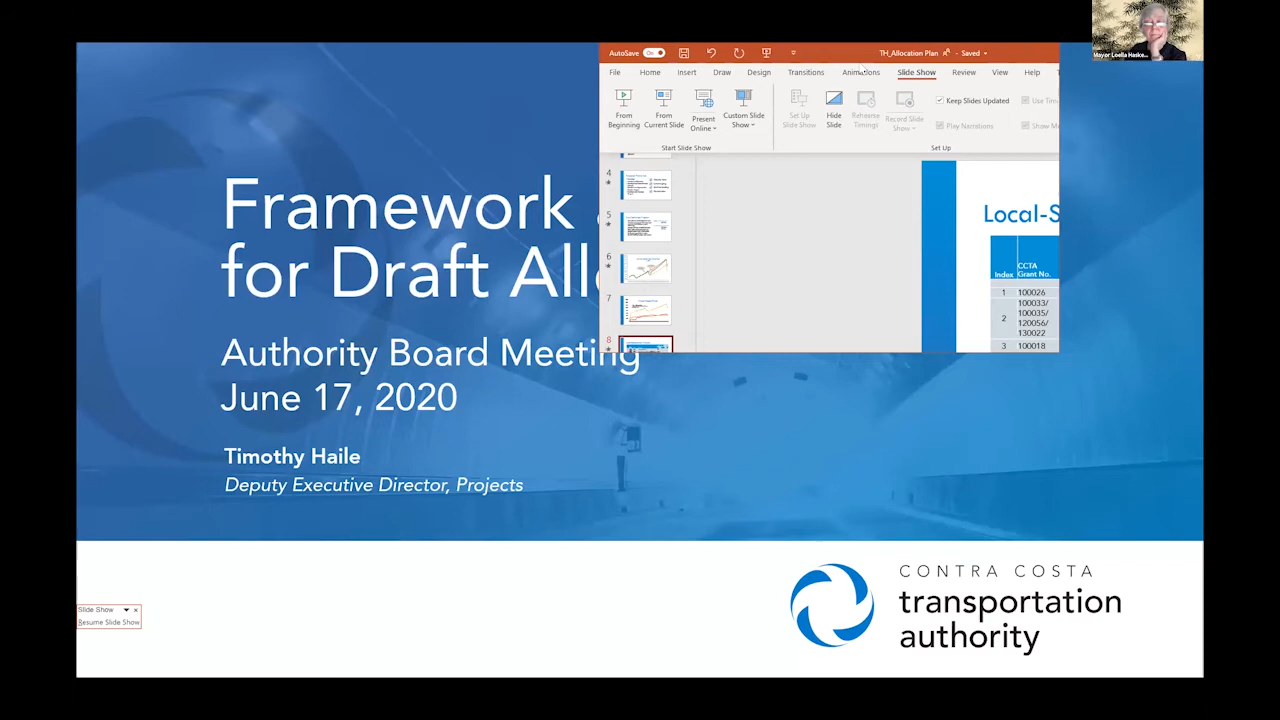 Mayor Loella Haske...
AutoSave On TH_Allocation Plan - Saved
File Home Insert Draw Design Transitions Animations Slide Show Review View Help
From Beginning
From Current Slide
Present Online
Custom Slide Show
Set Up Slide Show
Hide Slide
Rehearse Timings
Record Slide Show
Keep Slides Updated
Play Narrations
Use Tim
Show M
Start Slide Show
Set Up
4
5
6
7
8
Local-S
Index CCTA Grant No.
1 100026
2 100033/
100035/
120056/
130022
3 100018
Framework
for Draft All
Authority Board Meeting
June 17, 2020
Timothy Haile
Deputy Executive Director, Projects
Slide Show
Resume Slide Show
CONTRA COSTA
transportation
authority